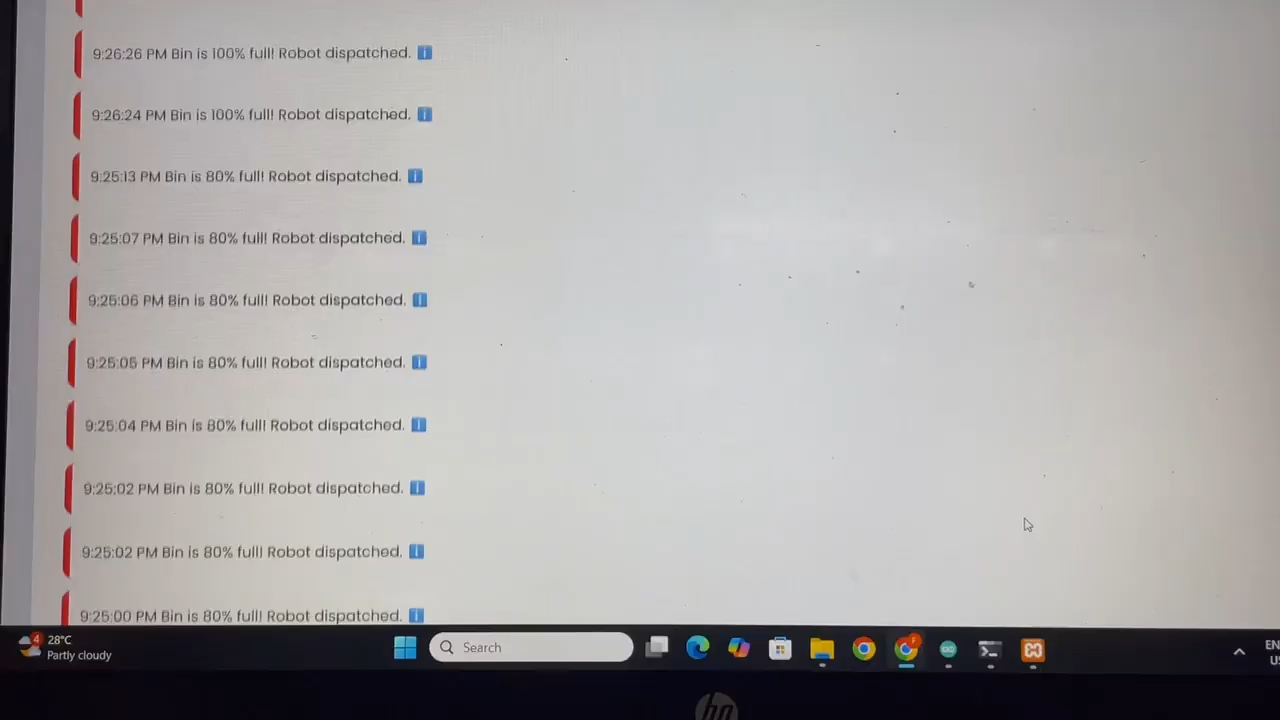 9:26:26 PM Bin is 100% full! Robot dispatched. i
9:26:24 PM Bin is 100% full! Robot dispatched. i
9:25:13 PM Bin is 80% full! Robot dispatched. i
9:25:07 PM Bin is 80% full! Robot dispatched. i
9:25:06 PM Bin is 80% full! Robot dispatched. i
9:25:05 PM Bin is 80% full! Robot dispatched. i
9:25:04 PM Bin is 80% full! Robot dispatched. i
9:25:02 PM Bin is 80% full! Robot dispatched. i
9:25:02 PM Bin is 80% full! Robot dispatched. i
9:25:00 PM Bin is 80% full! Robot dispatched. i
4
28°C
Partly cloudy
Search
F
EN
US
hp